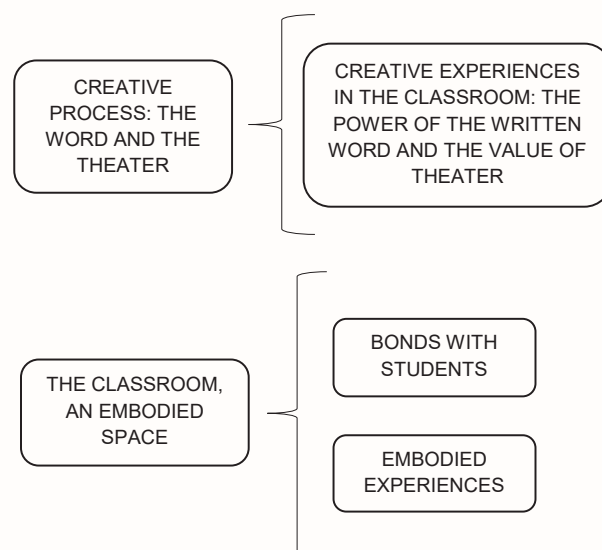 CREATIVE
PROCESS: THE
WORD AND THE
THEATER
CREATIVE EXPERIENCES
IN THE CLASSROOM: THE
POWER OF THE WRITTEN
WORD AND THE VALUE OF
THEATER
THE CLASSROOM,
AN EMBODIED
SPACE
BONDS WITH
STUDENTS
EMBODIED
EXPERIENCES